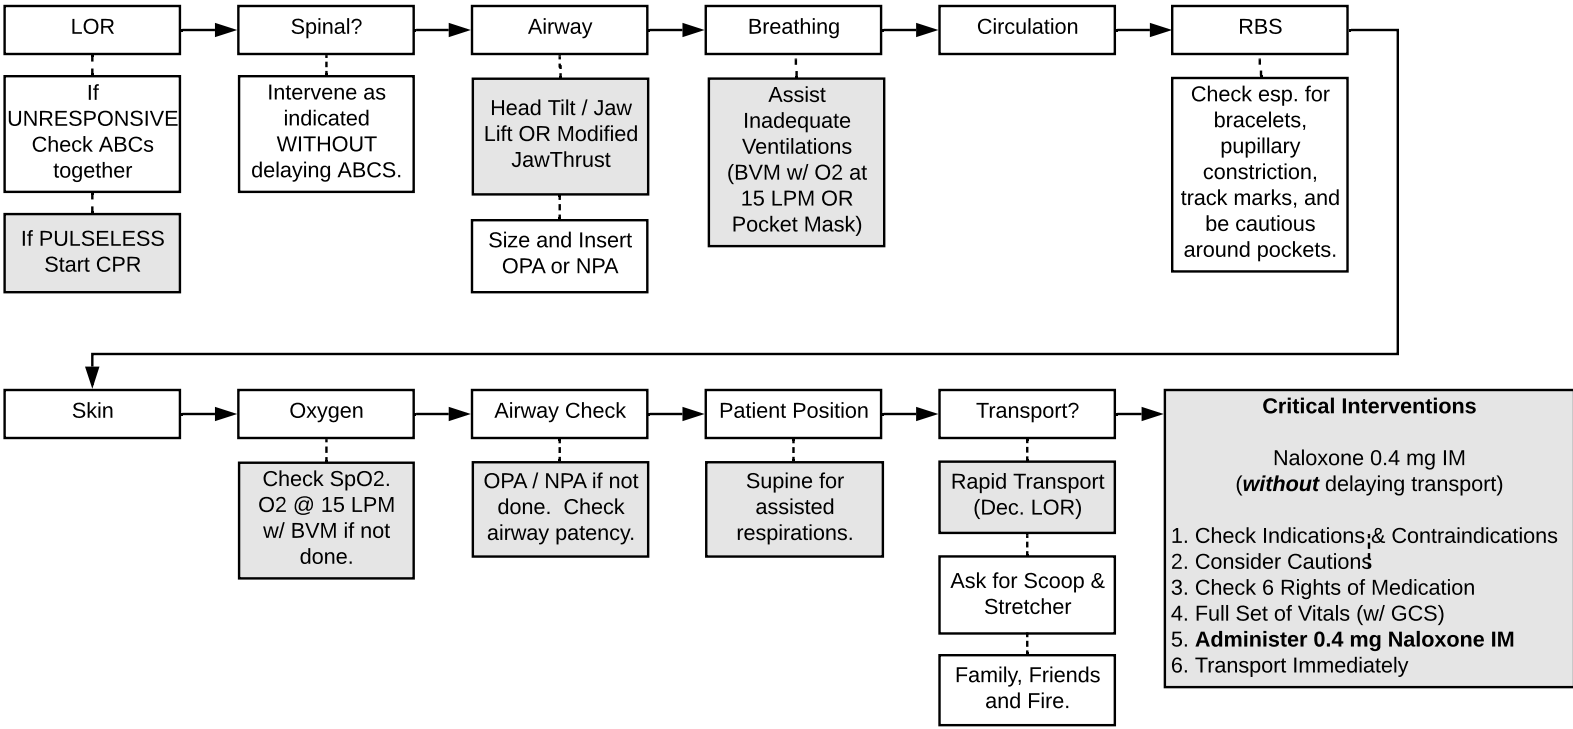 LOR
If
UNRESPONSIVE
Check ABCs
together
If PULSELESS
Start CPR
Spinal?
Intervene as
indicated
WITHOUT
delaying ABCS.
Airway
Head Tilt / Jaw
Lift OR Modified
JawThrust
Size and Insert
OPA or NPA
Breathing
Assist
Inadequate
Ventilations
(BVM w/ O2 at
15 LPM OR
Pocket Mask)
Circulation
RBS
Check esp. for
bracelets,
pupillary
constriction,
track marks, and
be cautious
around pockets.
Skin
Oxygen
Check SpO2.
O2 @ 15 LPM
w/ BVM if not
done.
Airway Check
OPA / NPA if not
done.  Check
airway patency.
Patient Position
Supine for
assisted
respirations.
Transport?
Rapid Transport
(Dec. LOR)
Ask for Scoop &
Stretcher
Family, Friends
and Fire.
Critical Interventions
Naloxone 0.4 mg IM
(without delaying transport)
1. Check Indications & Contraindications
2. Consider Cautions
3. Check 6 Rights of Medication
4. Full Set of Vitals (w/ GCS)
5. Administer 0.4 mg Naloxone IM
6. Transport Immediately